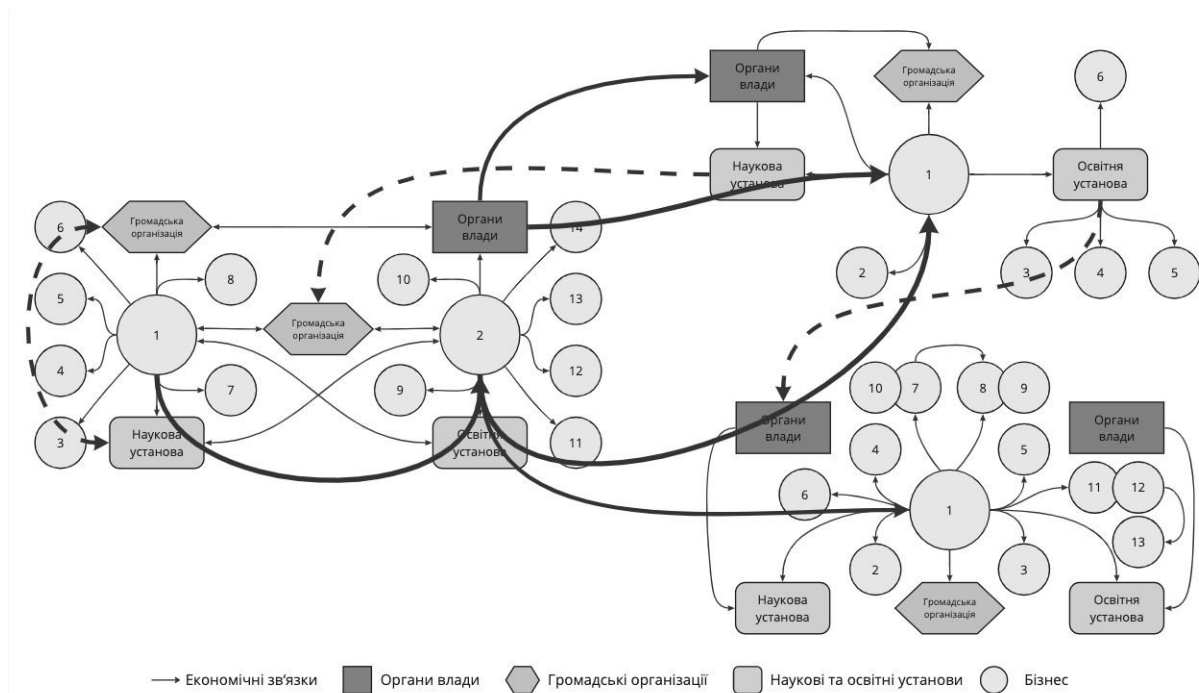 Органи
влади
Громадська
організація
6
Наукова
установа
1
Освітня
установа
6
Громадська
організація
Органи
влади
14
2
3
4
5
5
8
10
13
1
Громадська
організація
2
4
7
9
12
10
7
8
9
3
Наукова
установа
Освітня
установа
11
Органи
влади
Органи
влади
4
5
6
1
11
12
13
2
3
Наукова
установа
Громадська
організація
Освітня
установа
Економічні зв'язки
Органи влади
Громадські організації
Наукові та освітні установи
Бізнес